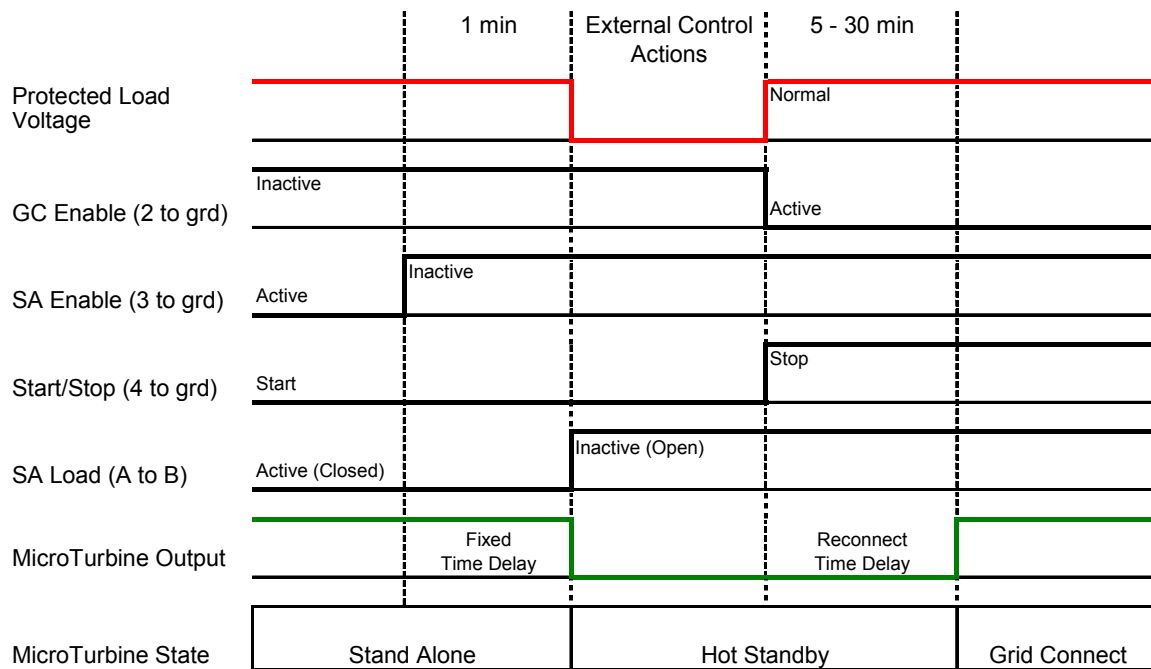 1 min
External Control
Actions
5 - 30 min
Protected Load
Voltage
Normal
GC Enable (2 to grd)
Inactive
Active
SA Enable (3 to grd)
Active
Inactive
Start/Stop (4 to grd)
Start
Stop
SA Load (A to B)
Active (Closed)
Inactive (Open)
MicroTurbine Output
Fixed
Time Delay
Reconnect
Time Delay
MicroTurbine State
Stand Alone
Hot Standby
Grid Connect